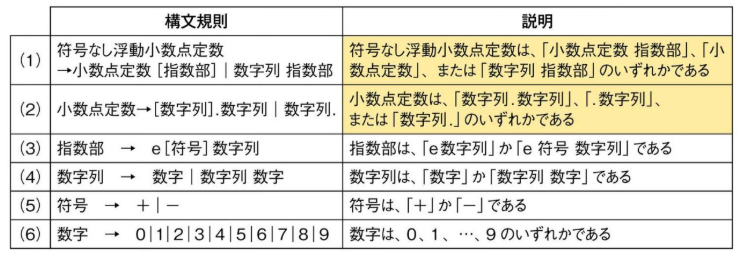 構文規則 説明
(1) 符号なし浮動小数点定数 符号なし浮動小数点定数は、「小数点定数 指数部」、「小
→小数点定数 [指数部] | 数字列 指数部 数点定数」、または「数字列 指数部」のいずれかである
(2) 小数点定数→[数字列].数字列 | 数字列. 小数点定数は、「数字列.数字列」、「.数字列」、
または「数字列.」のいずれかである
(3) 指数部 → e[符号]数字列 指数部は、「e数字列」か「e 符号 数字列」である
(4) 数字列 → 数字 | 数字列 数字 数字列は、「数字」か「数字列 数字」である
(5) 符号 → +|− 符号は、「+」か「−」である
(6) 数字 → 0|1|2|3|4|5|6|7|8|9 数字は、0、1、…、9のいずれかである